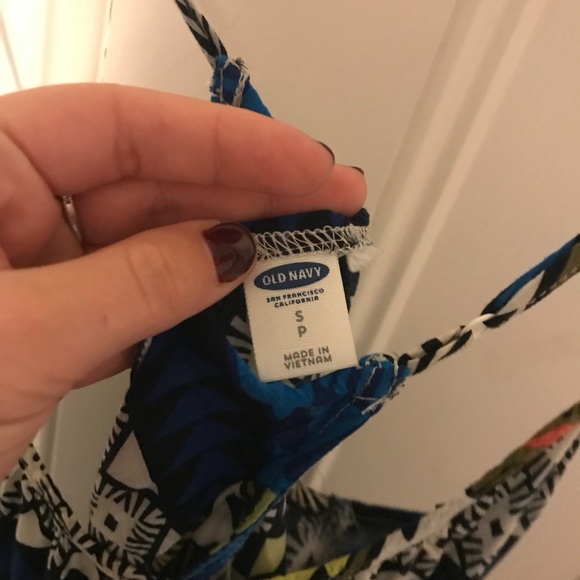 OLD NAVY
SAN FRANCISCO
CALIFORNIA
S
P
MADE IN
VIETNAM